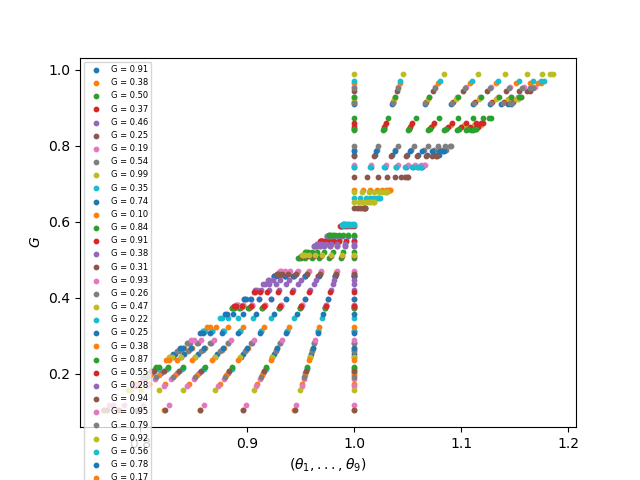 1.0
0.8
0.6
0.4
0.2
G
G = 0.91
G = 0.38
G = 0.50
G = 0.37
G = 0.46
G = 0.25
G = 0.19
G = 0.54
G = 0.99
G = 0.35
G = 0.74
G = 0.10
G = 0.84
G = 0.91
G = 0.38
G = 0.31
G = 0.93
G = 0.26
G = 0.47
G = 0.22
G = 0.25
G = 0.38
G = 0.87
G = 0.55
G = 0.28
G = 0.94
G = 0.95
G = 0.79
G = 0.92
G = 0.56
G = 0.78
G = 0.17
0.9 1.0 1.1 1.2
(θ₁, . . . , θ₉)